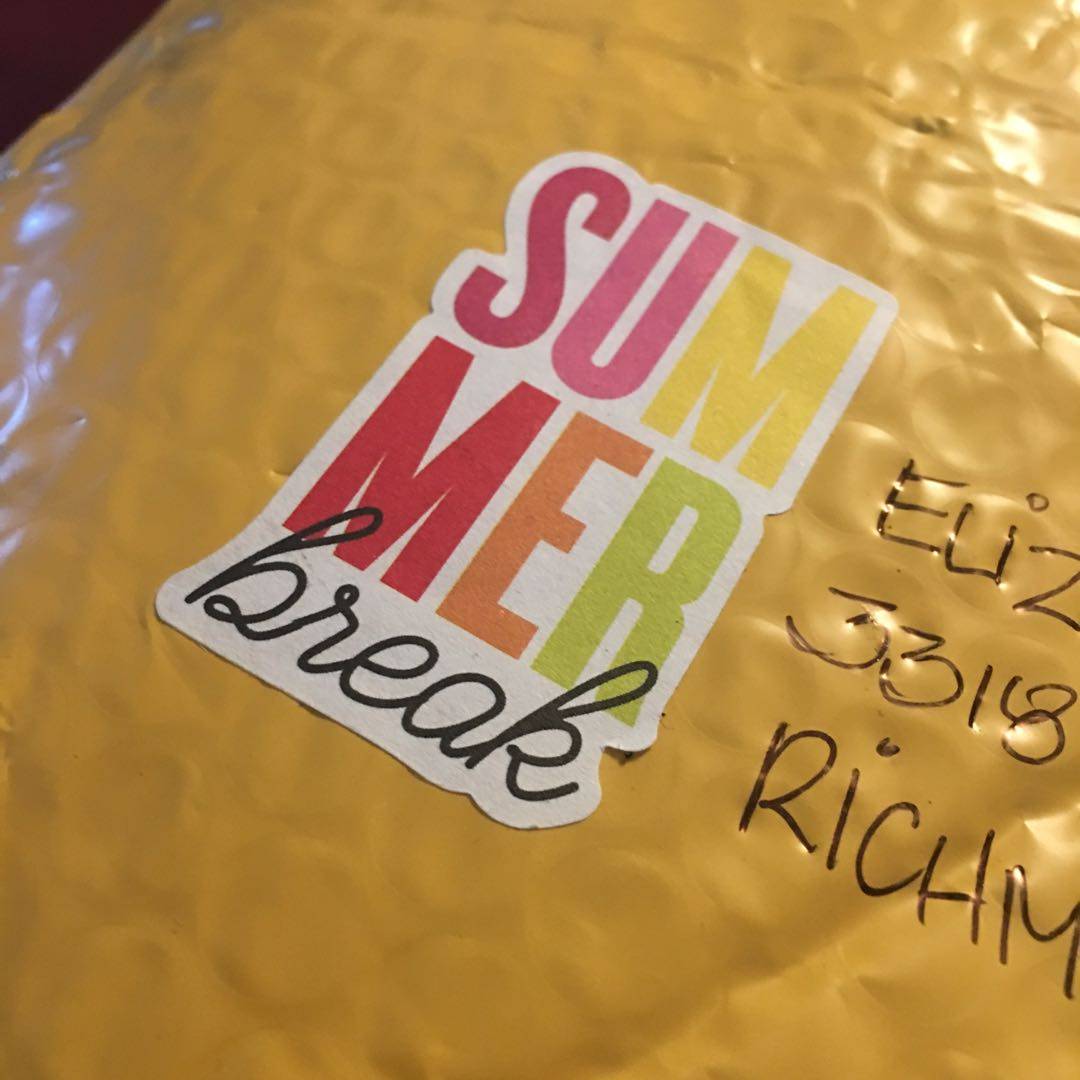 SUM
MER
break
ELiZ
3318
RiCHM